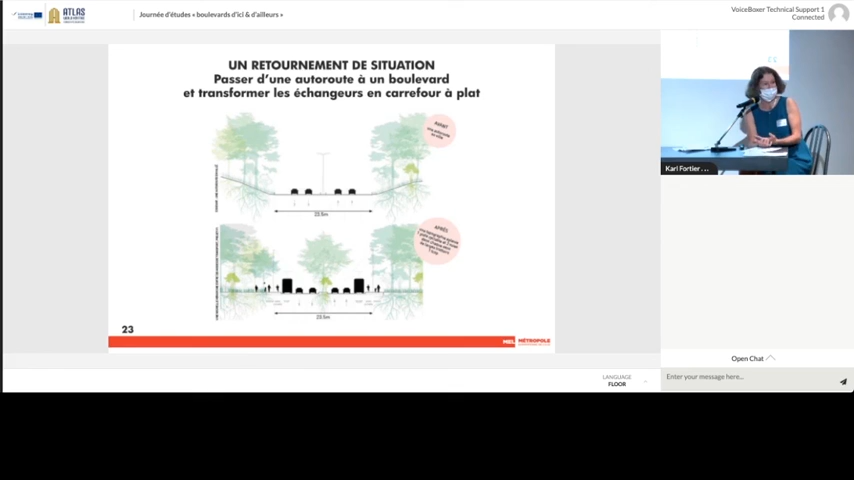 ATLAS
Journée d'études « boulevards d'ici & d'ailleurs »
VoiceBoxer Technical Support 1
Connected
UN RETOURNEMENT DE SITUATION
Passer d'une autoroute à un boulevard
et transformer les échangeurs en carrefour à plat
AVANT
23.5m
APRÈS
23.5m
23
MEL
MÉTROPOLE
Karl Fortier ...
Open Chat
Enter your message here...
LANGUAGE
FLOOR